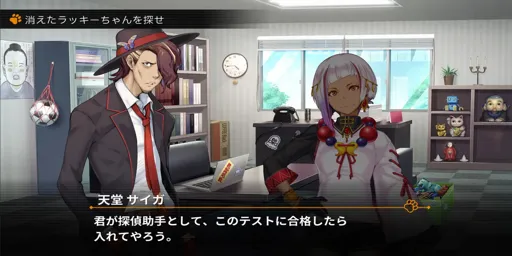 消えたラッキーちゃんを探せ
天堂 サイガ
君が探偵助手として、このテストに合格したら
入れてやろう。